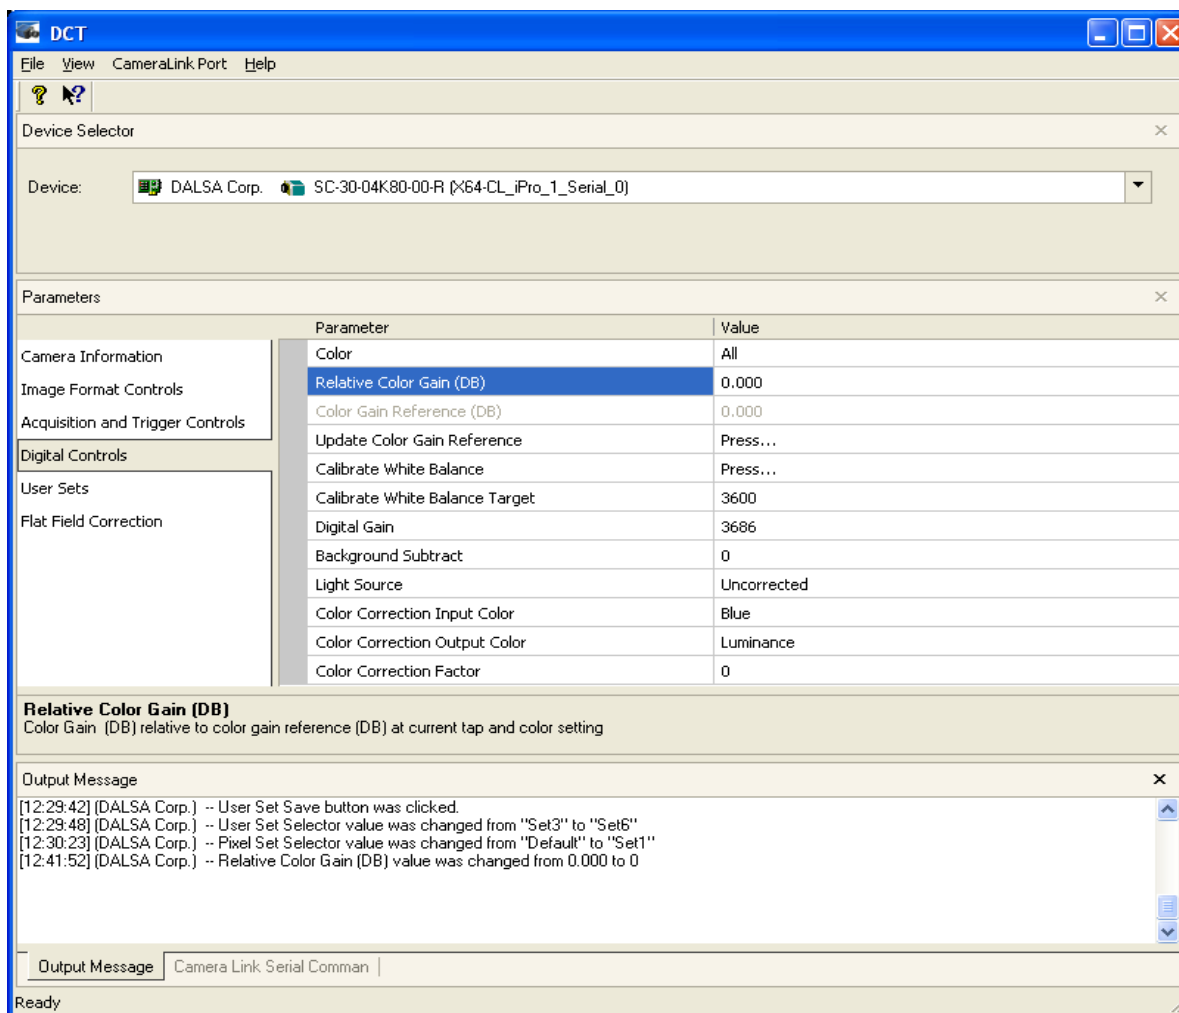 DCT
File View CameraLink Port Help
Device Selector
Device: DALSA Corp. SC-30-04K80-00-R (X64-CL_iPro_1_Serial_0)
Parameters
Parameter Value
Camera Information
Image Format Controls
Acquisition and Trigger Controls
Digital Controls
User Sets
Flat Field Correction
Color All
Relative Color Gain (DB) 0.000
Color Gain Reference (DB) 0.000
Update Color Gain Reference Press...
Calibrate White Balance Press...
Calibrate White Balance Target 3600
Digital Gain 3686
Background Subtract 0
Light Source Uncorrected
Color Correction Input Color Blue
Color Correction Output Color Luminance
Color Correction Factor 0
Relative Color Gain (DB)
Color Gain (DB) relative to color gain reference (DB) at current tap and color setting
Output Message
[12:29:42] (DALSA Corp.) -- User Set Save button was clicked.
[12:29:48] (DALSA Corp.) -- User Set Selector value was changed from "Set3" to "Set6"
[12:30:23] (DALSA Corp.) -- Pixel Set Selector value was changed from "Default" to "Set1"
[12:41:52] (DALSA Corp.) -- Relative Color Gain (DB) value was changed from 0.000 to 0
Output Message Camera Link Serial Comman
Ready